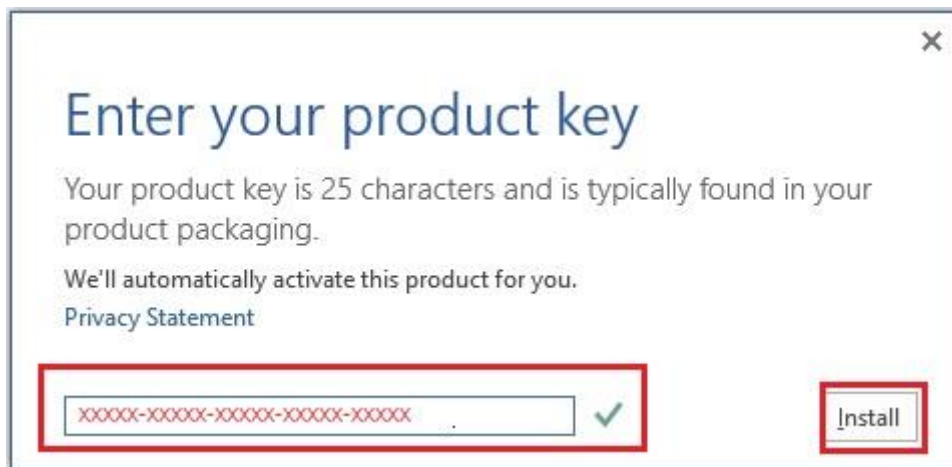 Enter your product key
Your product key is 25 characters and is typically found in your
product packaging.
We'll automatically activate this product for you.
Privacy Statement
XXXXX-XXXXX-XXXXX-XXXXX-XXXXX .
Install